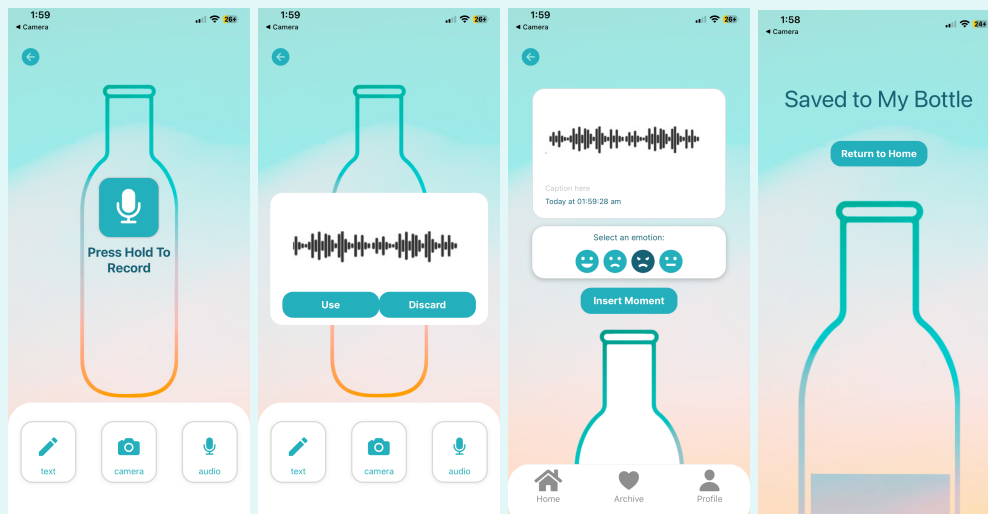 1:59
26+
◀ Camera
Press Hold To
Record
text
camera
audio
1:59
26+
◀ Camera
Use
Discard
text
camera
audio
1:59
26+
◀ Camera
Caption here
Today at 01:59:28 am
Select an emotion:
Insert Moment
Home
Archive
Profile
1:58
◀ Camera
Saved to My Bottle
Return to Home